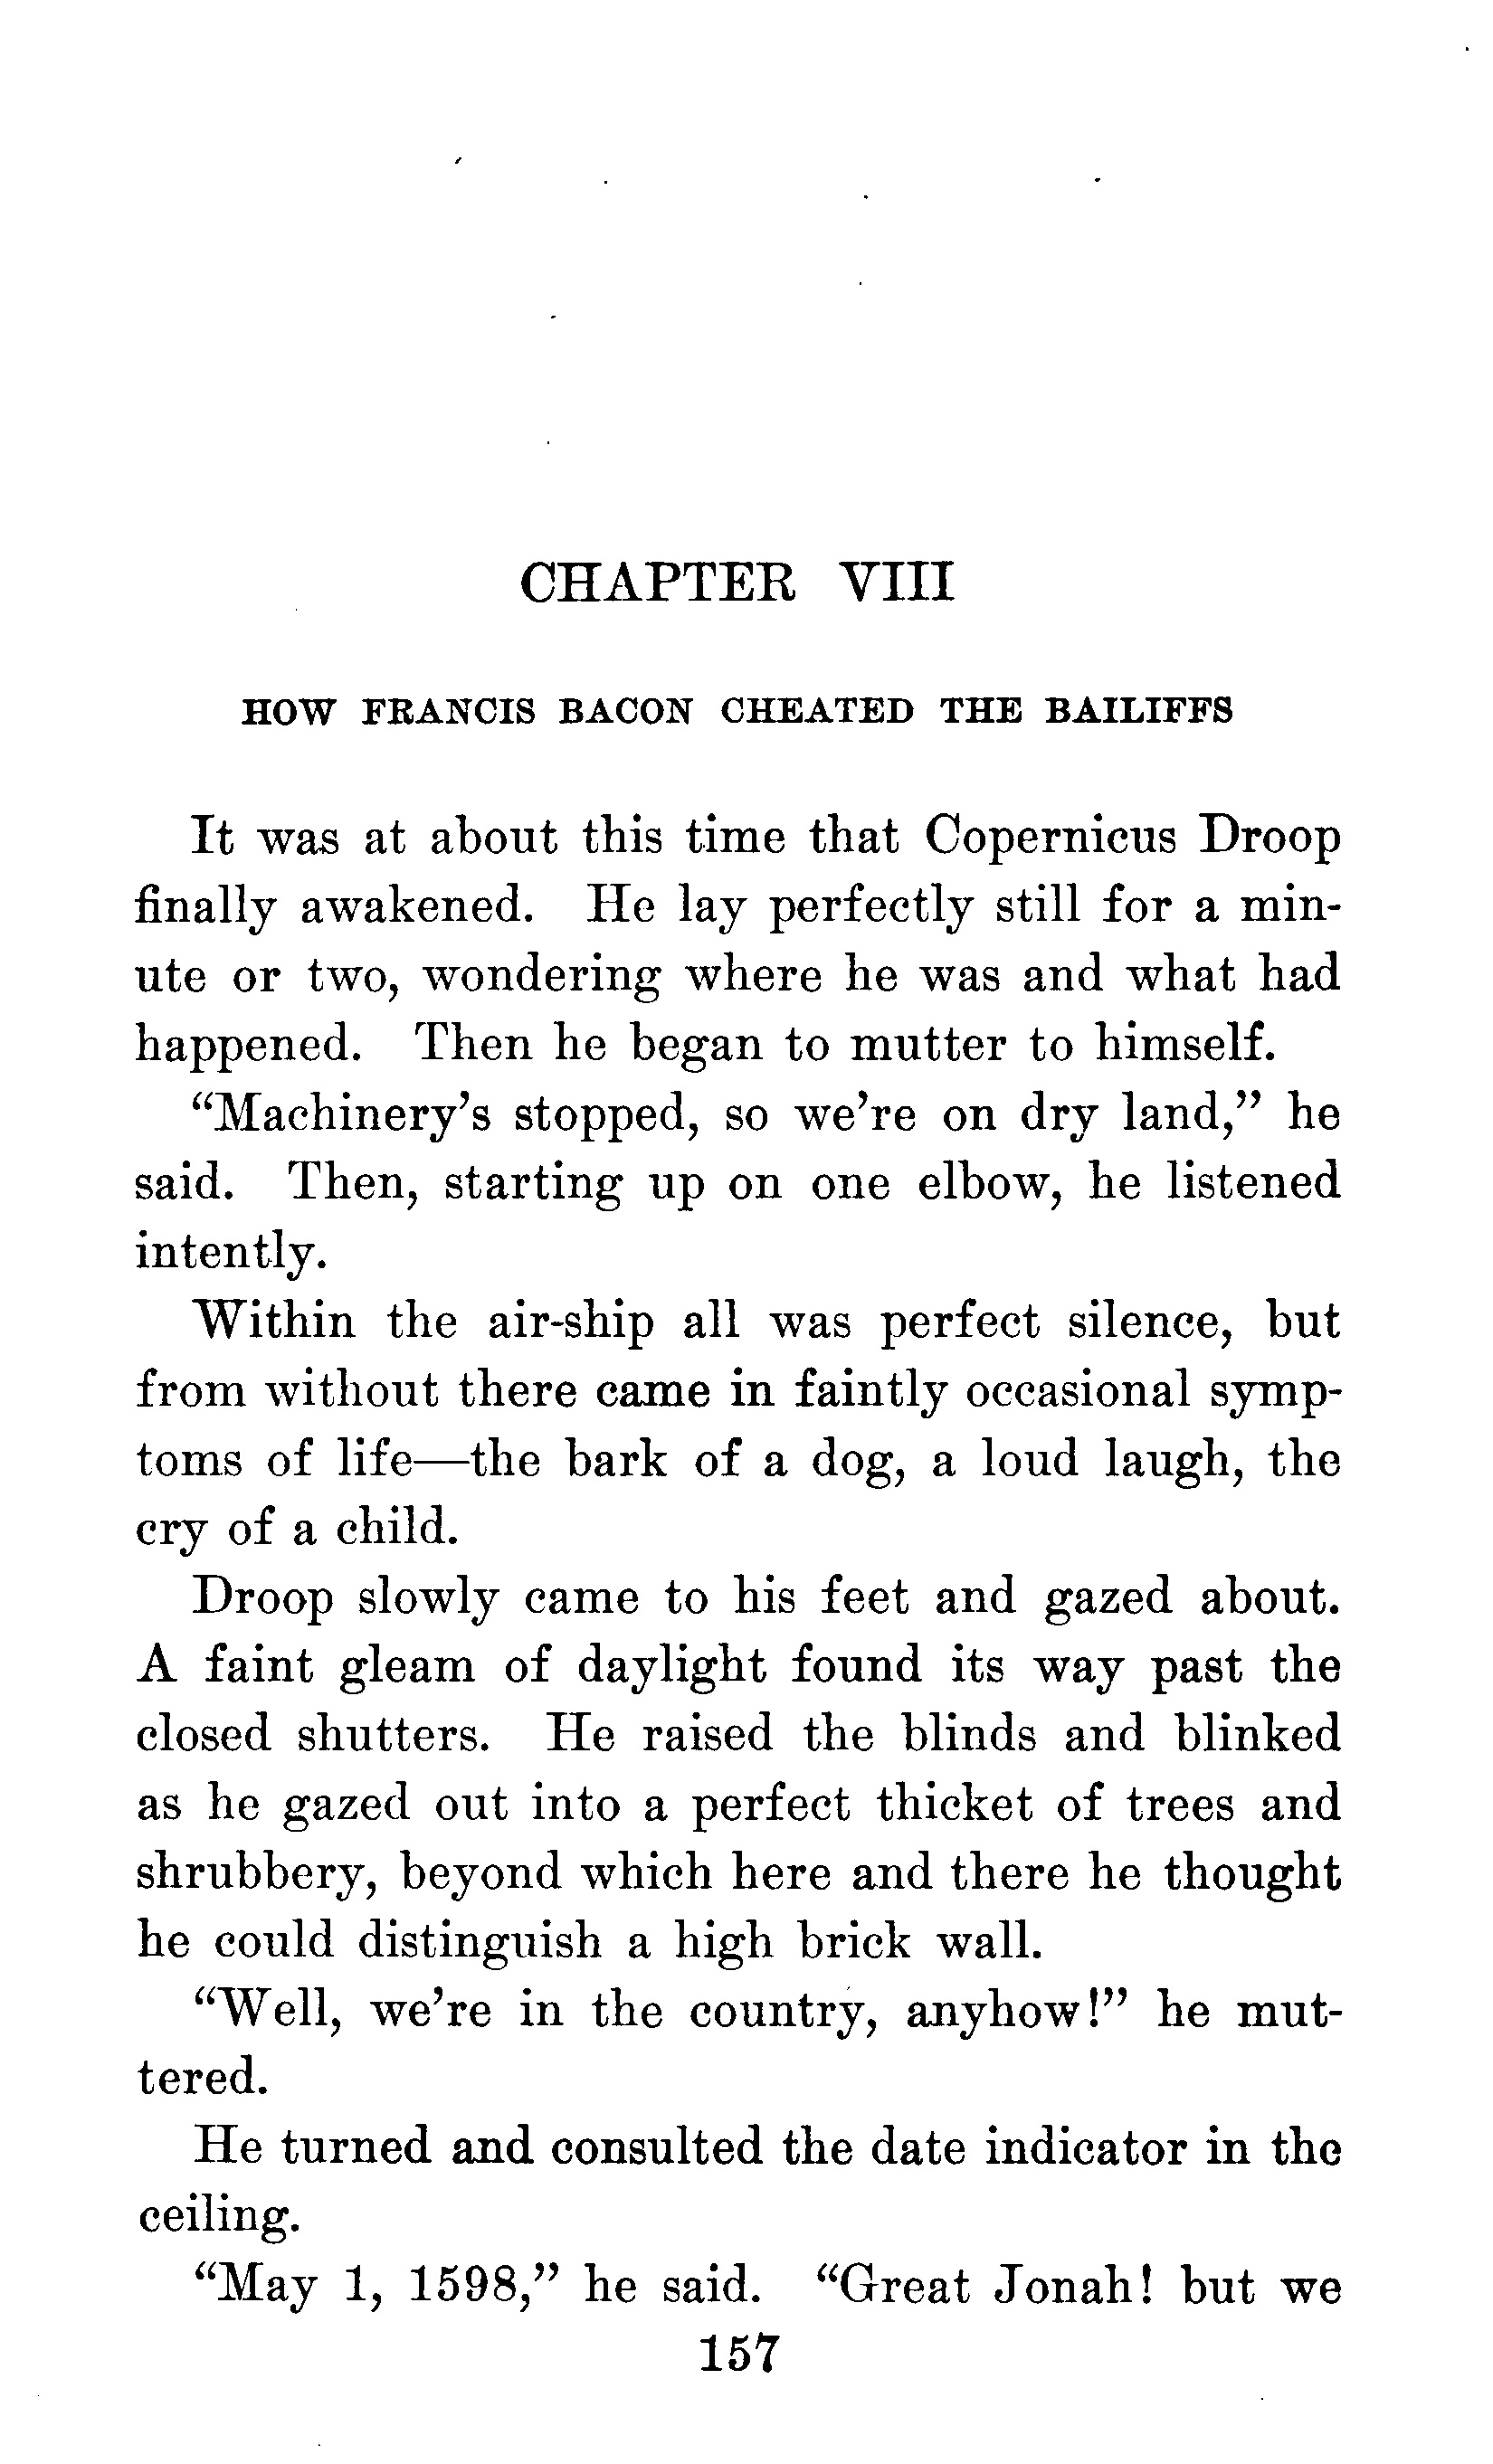 CHAPTER VIII
HOW FRANCIS BACON CHEATED THE BAILIFFS
It was at about this time that Copernicus Droop
finally awakened. He lay perfectly still for a min-
ute or two, wondering where he was and what had
happened. Then he began to mutter to himself.
“Machinery’s stopped, so we’re on dry land,” he
said. Then, starting up on one elbow, he listened
intently.
Within the air-ship all was perfect silence, but
from without there came in faintly occasional symp-
toms of life—the bark of a dog, a loud laugh, the
cry of a child.
Droop slowly came to his feet and gazed about.
A faint gleam of daylight found its way past the
closed shutters. He raised the blinds and blinked
as he gazed out into a perfect thicket of trees and
shrubbery, beyond which here and there he thought
he could distinguish a high brick wall.
“Well, we’re in the country, anyhow!” he mut-
tered.
He turned and consulted the date indicator in the
ceiling.
“May 1, 1598,” he said. “Great Jonah! but we
157